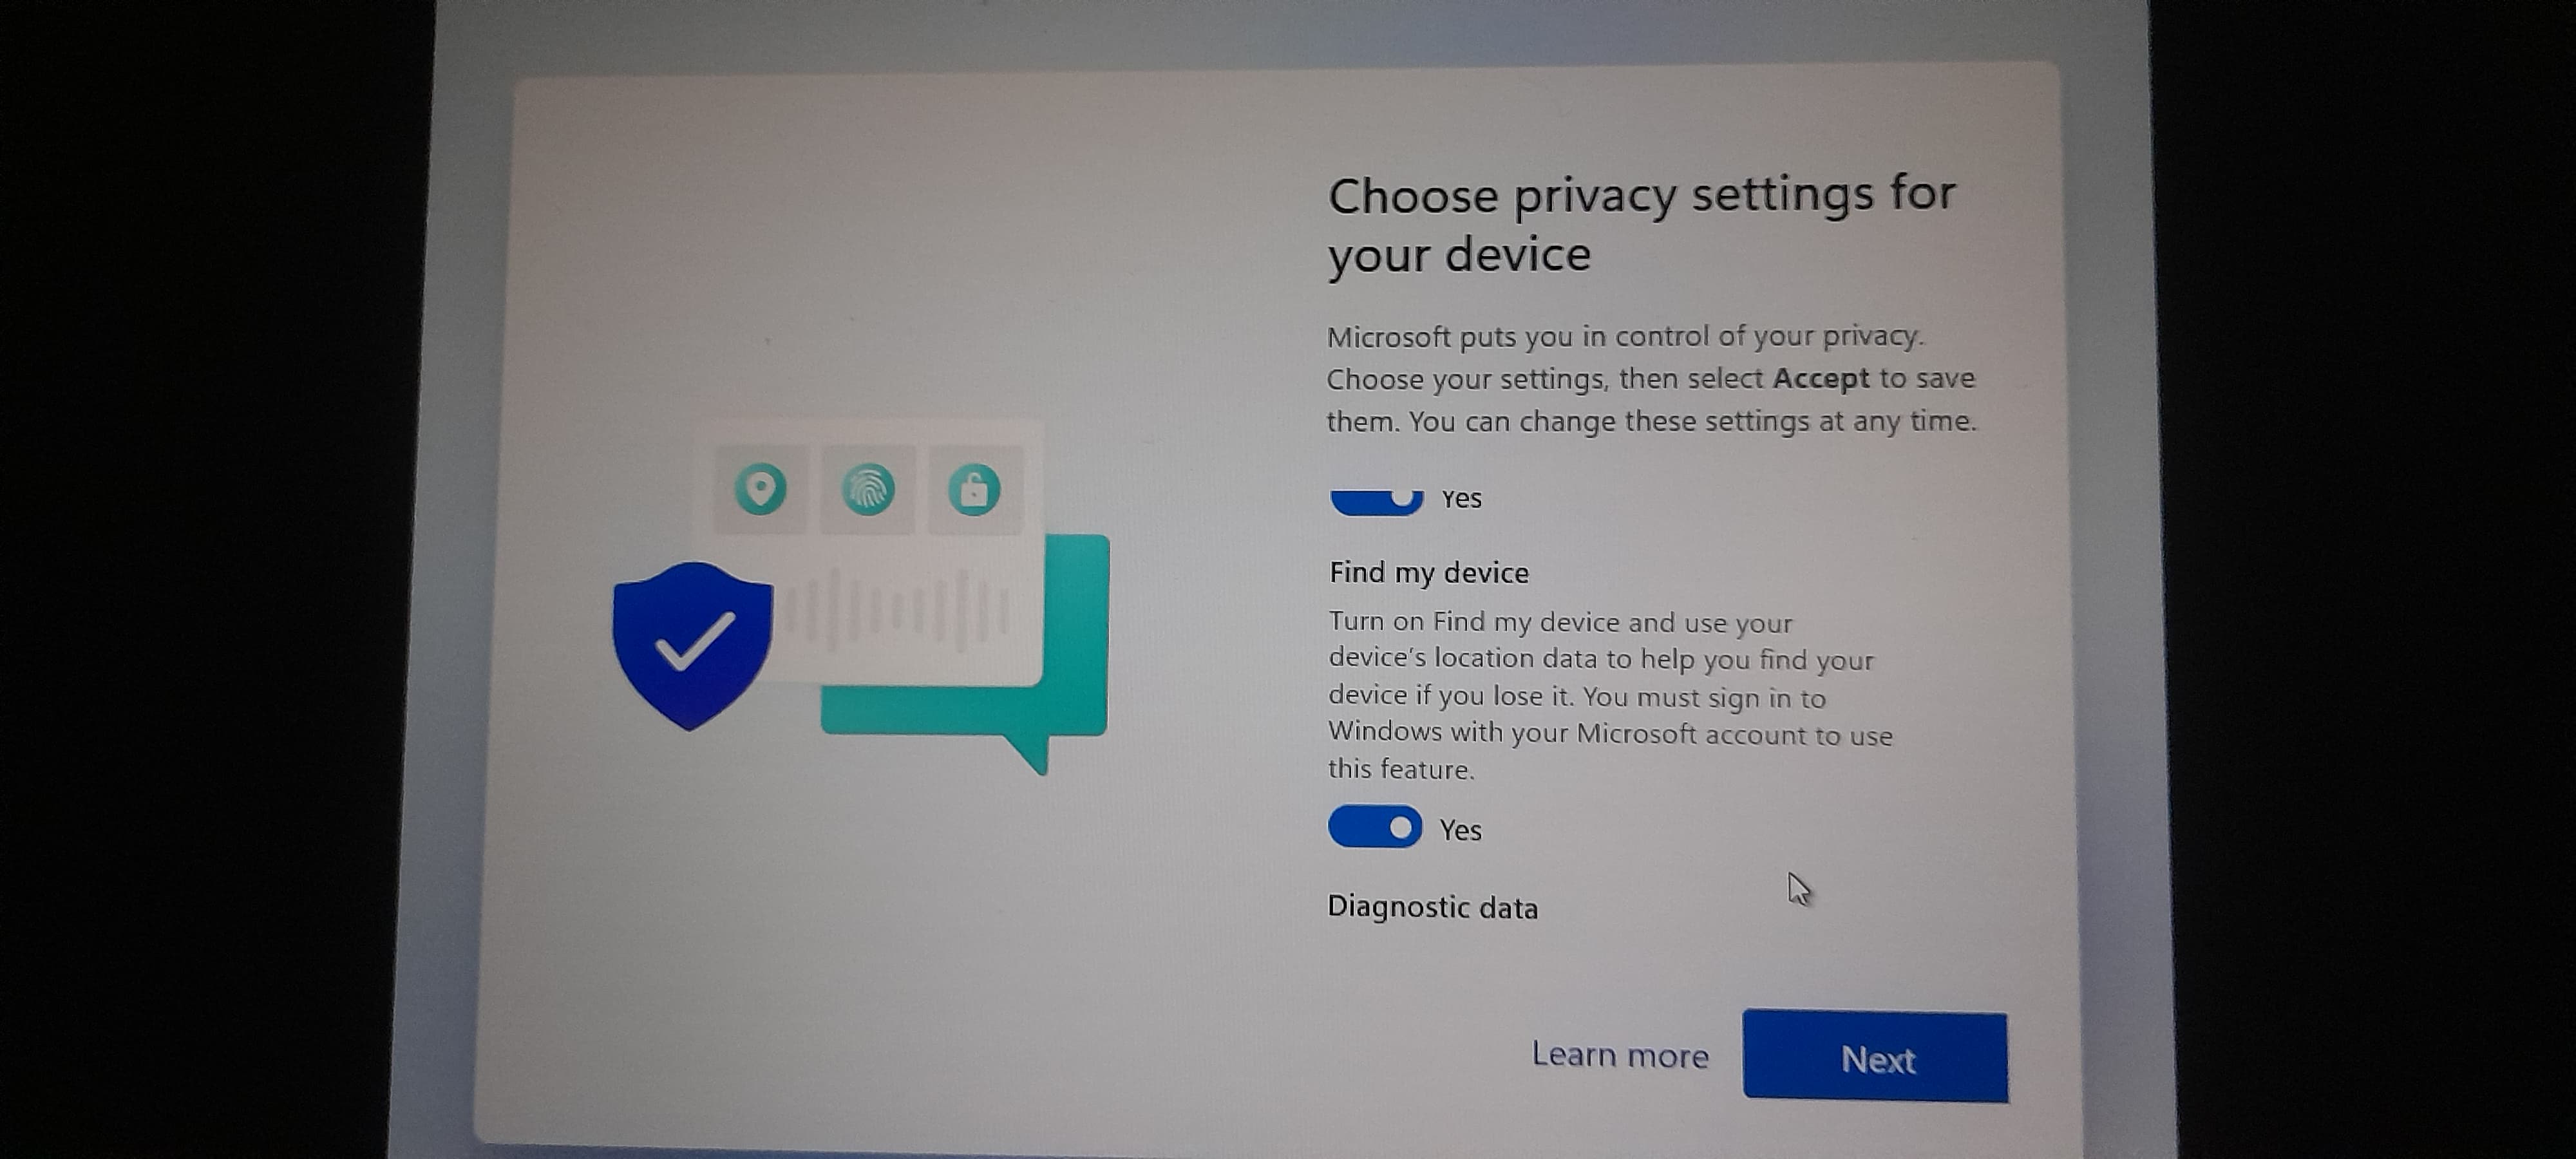 Choose privacy settings for
your device
Microsoft puts you in control of your privacy.
Choose your settings, then select Accept to save
them. You can change these settings at any time.
Yes
Find my device
Turn on Find my device and use your
device's location data to help you find your
device if you lose it. You must sign in to
Windows with your Microsoft account to use
this feature.
Yes
Diagnostic data
Learn more
Next